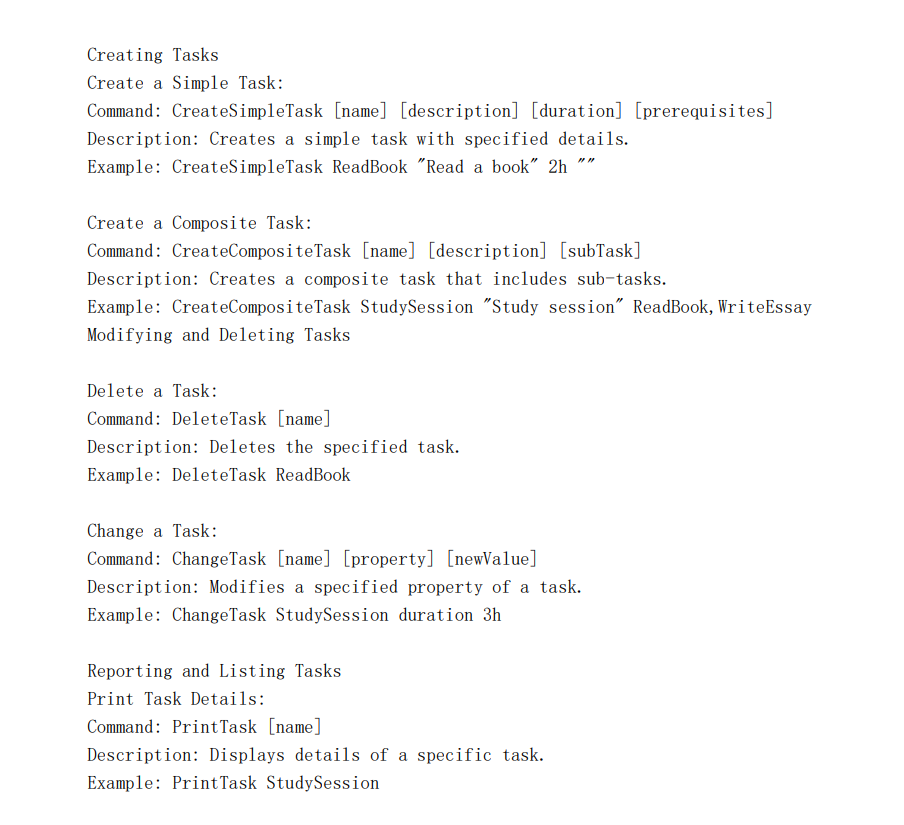 Creating Tasks
Create a Simple Task:
Command: CreateSimpleTask [name] [description] [duration] [prerequisites]
Description: Creates a simple task with specified details.
Example: CreateSimpleTask ReadBook "Read a book" 2h ""
Create a Composite Task:
Command: CreateCompositeTask [name] [description] [subTask]
Description: Creates a composite task that includes sub-tasks.
Example: CreateCompositeTask StudySession "Study session" ReadBook,WriteEssay
Modifying and Deleting Tasks
Delete a Task:
Command: DeleteTask [name]
Description: Deletes the specified task.
Example: DeleteTask ReadBook
Change a Task:
Command: ChangeTask [name] [property] [newValue]
Description: Modifies a specified property of a task.
Example: ChangeTask StudySession duration 3h
Reporting and Listing Tasks
Print Task Details:
Command: PrintTask [name]
Description: Displays details of a specific task.
Example: PrintTask StudySession